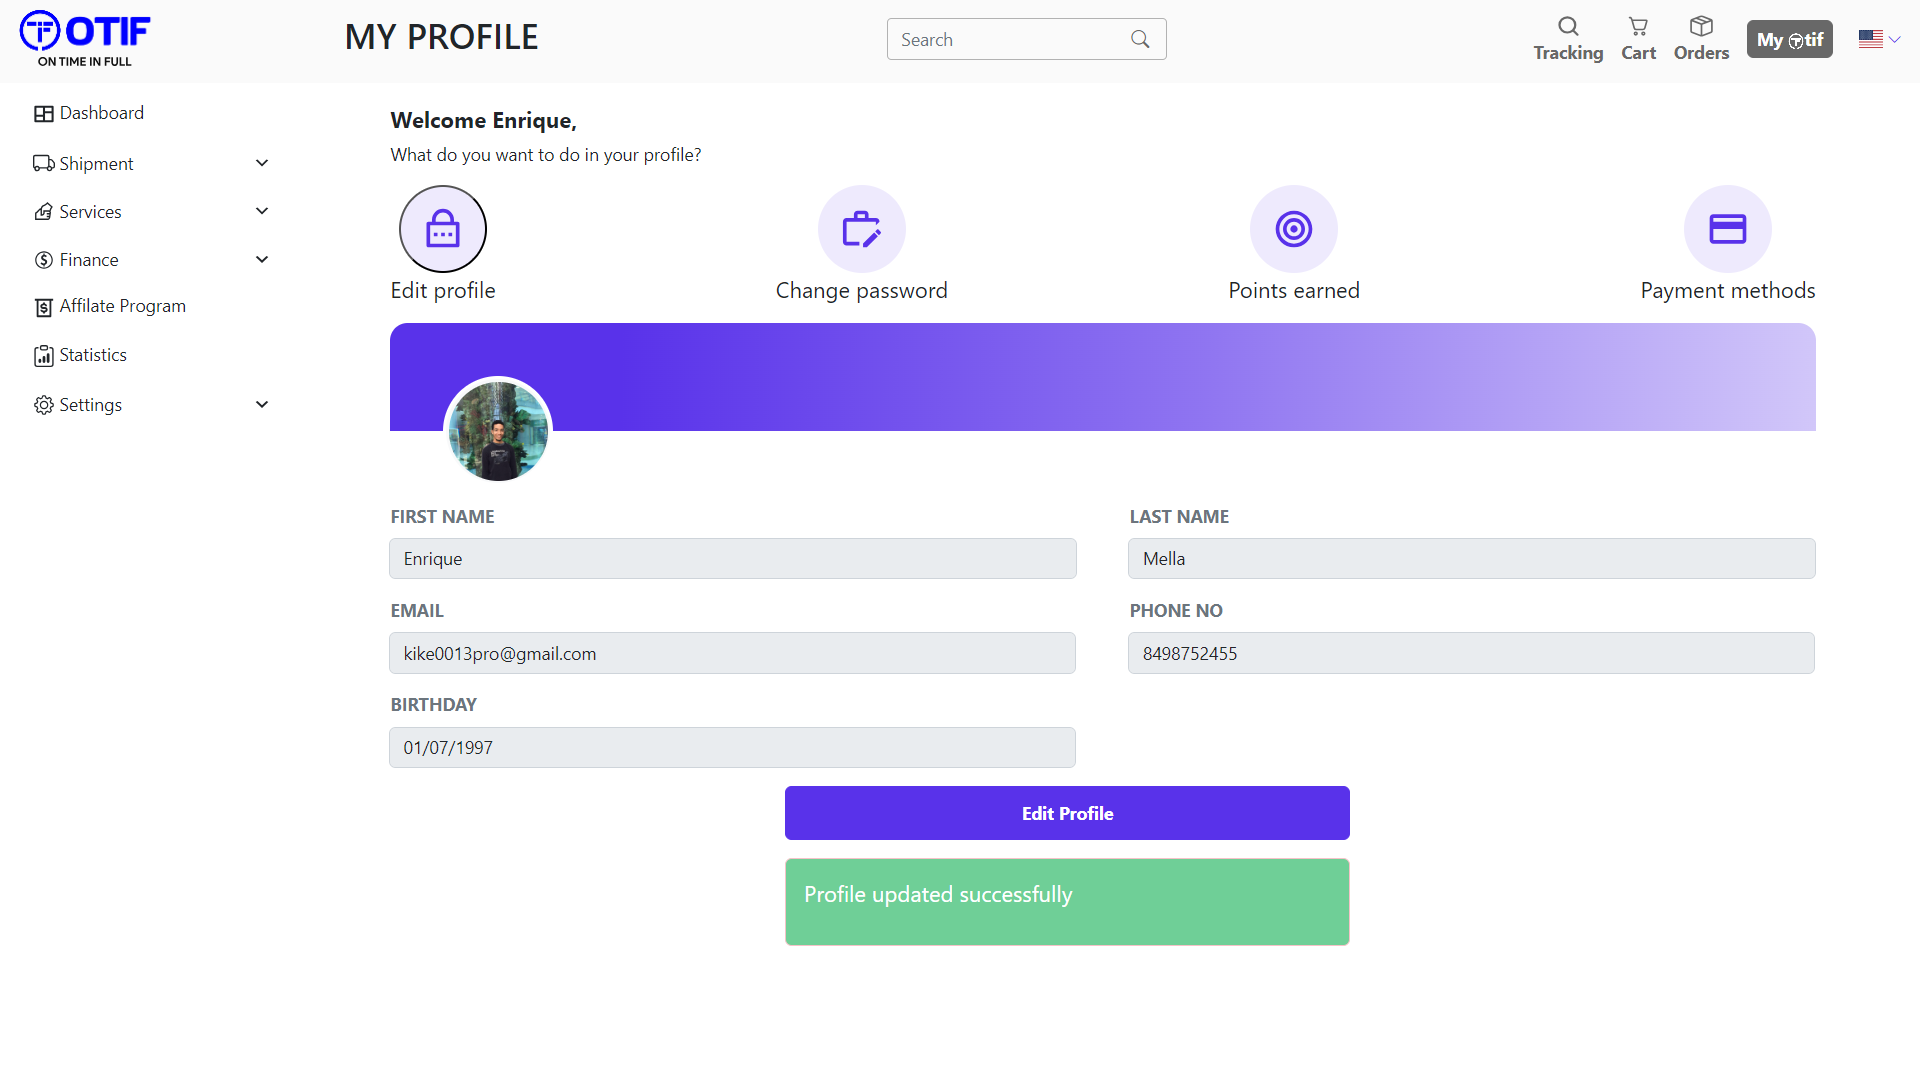 OTIF
ON TIME IN FULL
MY PROFILE
Search
Tracking
Cart
Orders
My Otif
Dashboard
Shipment
Services
Finance
Affilate Program
Statistics
Settings
Welcome Enrique,
What do you want to do in your profile?
Edit profile
Change password
Points earned
Payment methods
FIRST NAME
LAST NAME
Enrique
Mella
EMAIL
PHONE NO
kike0013pro@gmail.com
8498752455
BIRTHDAY
01/07/1997
Edit Profile
Profile updated successfully